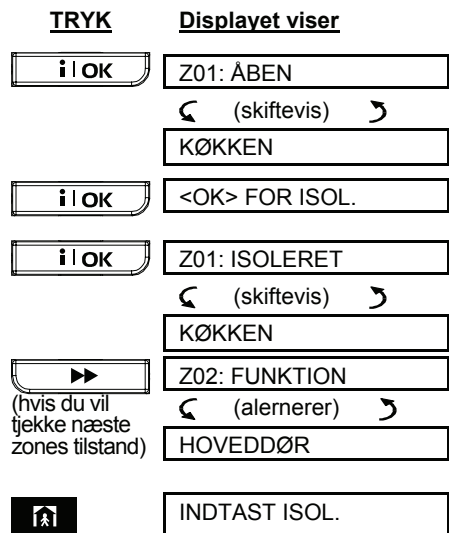 TRYK Displayet viser
i OK Z01: ÅBEN
(skiftevis)
KØKKEN
i OK <OK> FOR ISOL.
i OK Z01: ISOLERET
(skiftevis)
KØKKEN
Z02: FUNKTION
(hvis du vil (alernerer)
tjekke næste
zones tilstand) HOVEDDØR
INDTAST ISOL.